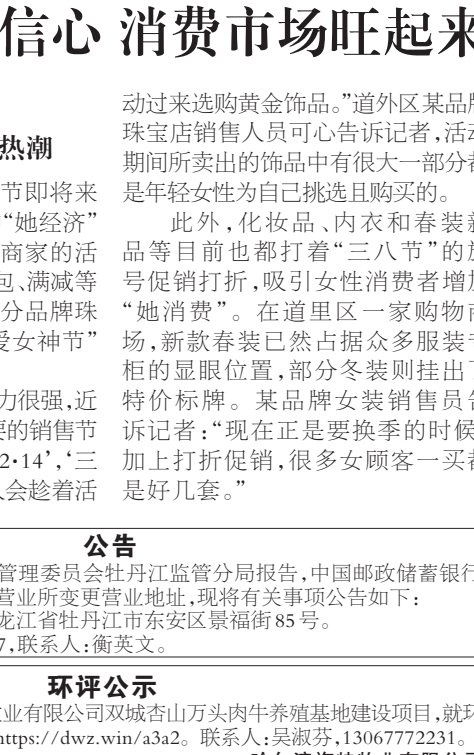 信心 消费市场旺起来
热潮
节即将来
“她经济”
商家的活
包、满减等
分品牌珠
爱女神节”
力很强,近
要的销售节
2·14’,‘三
人会趁着活
动过来选购黄金饰品。”道外区某品牌
珠宝店销售人员可心告诉记者,活动
期间所卖出的饰品中有很大一部分都
是年轻女性为自己挑选且购买的。
此外,化妆品、内衣和春装新
品等目前也都打着“三八节”的旗
号促销打折,吸引女性消费者增加
“她消费”。在道里区一家购物商
场,新款春装已然占据众多服装专
柜的显眼位置,部分冬装则挂出了
特价标牌。某品牌女装销售员告
诉记者:“现在正是要换季的时候,
加上打折促销,很多女顾客一买都
是好几套。”
公告
管理委员会牡丹江监管分局报告,中国邮政储蓄银行
营业所变更营业地址,现将有关事项公告如下:
龙江省牡丹江市东安区景福街85号。
7,联系人:衡英文。
环评公示
牧业有限公司双城杏山万头肉牛养殖基地建设项目,就环
https://dwz.win/a3a2。联系人:吴淑芬,13067772231。